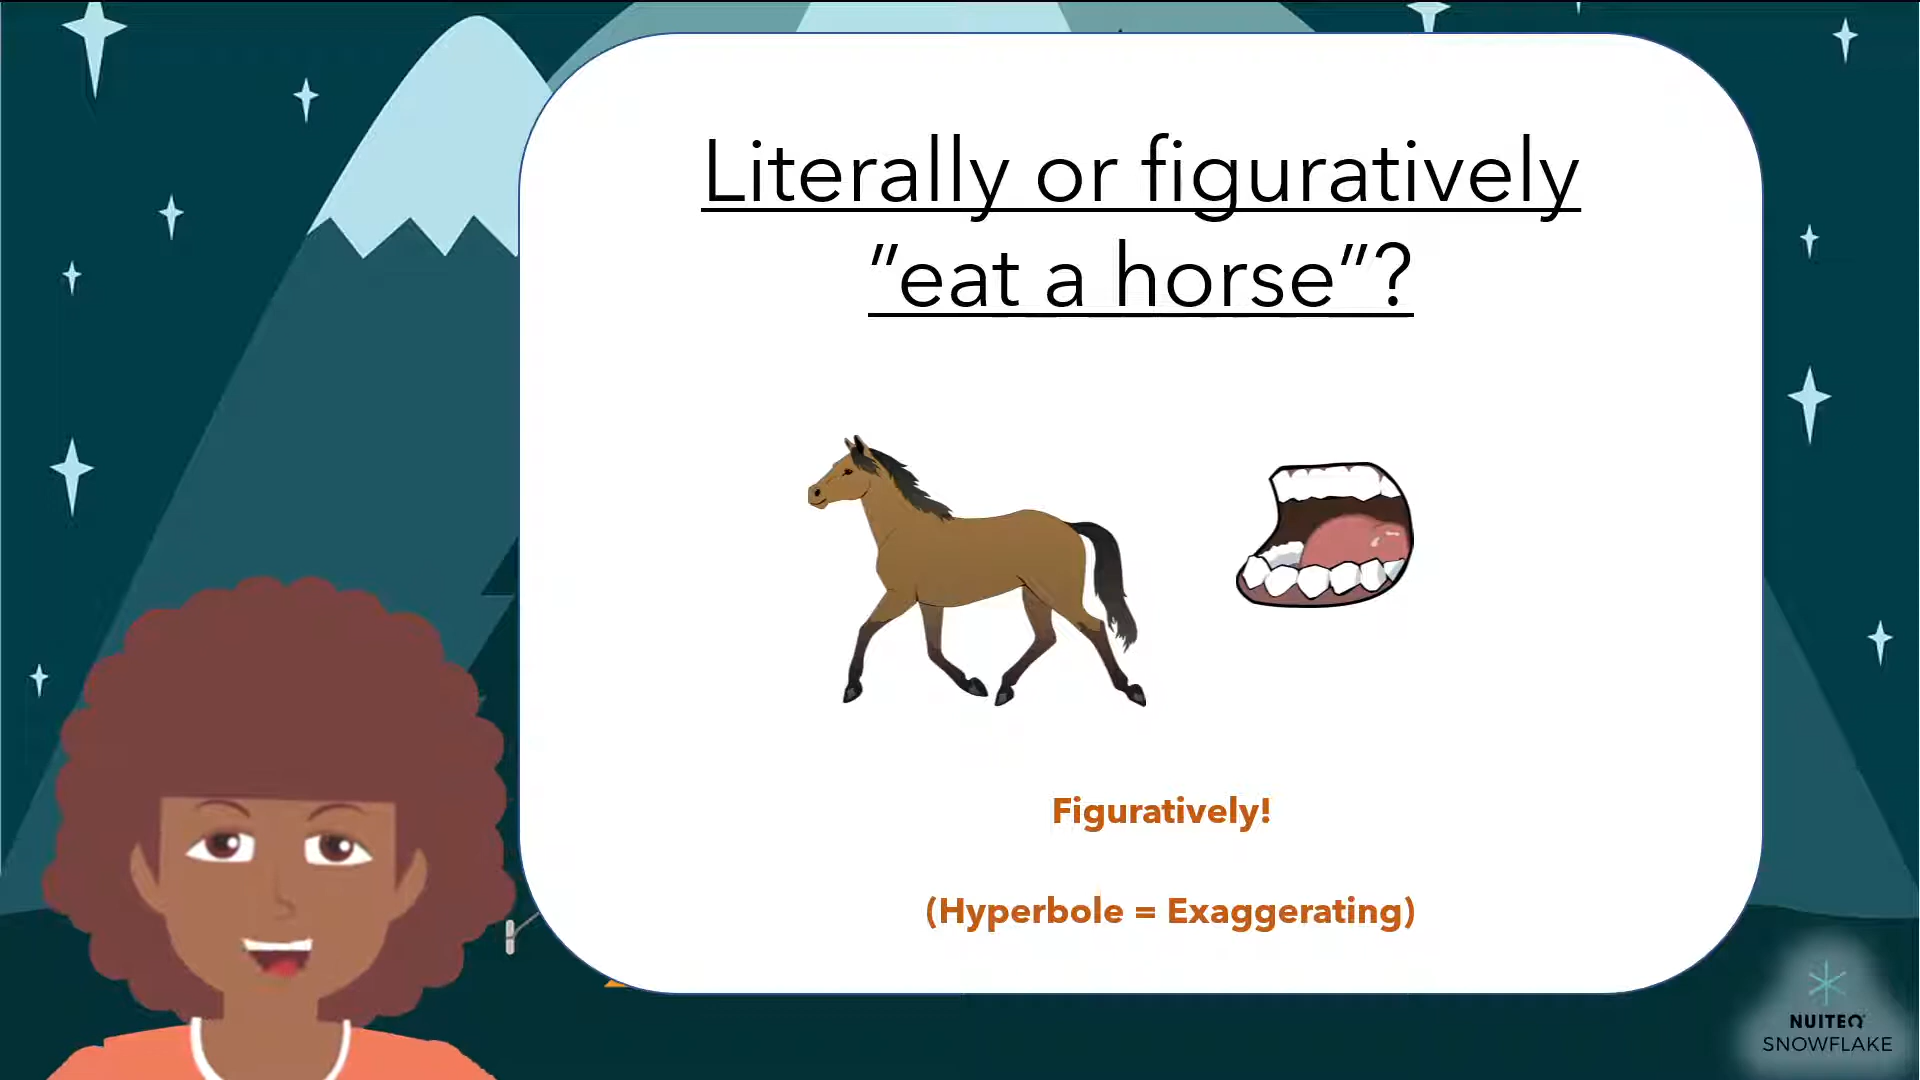 Literally or figuratively
"eat a horse"?
Figuratively!
(Hyperbole = Exaggerating)
NUITEQ
SNOWFLAKE